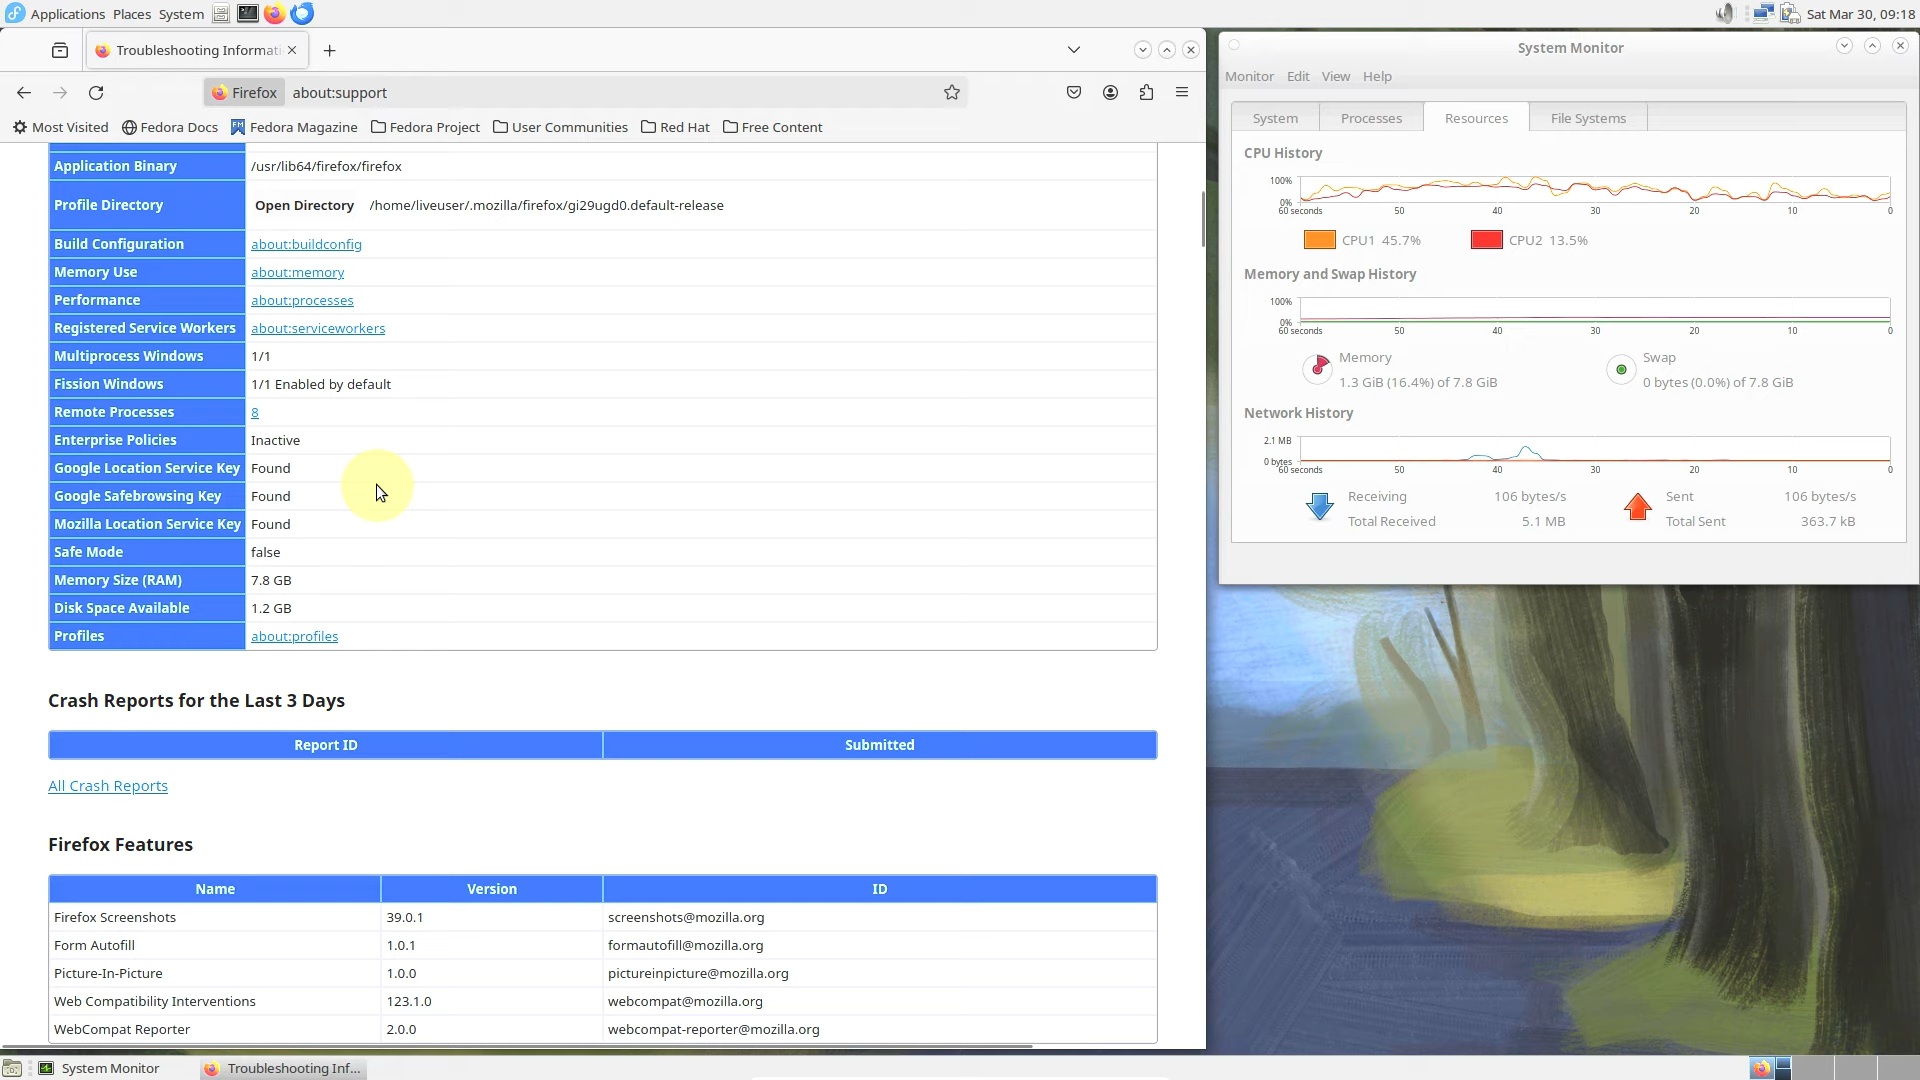 Applications Places System
Sat Mar 30, 09:18
Troubleshooting Informati
Firefox about:support
Most Visited Fedora Docs Fedora Magazine Fedora Project User Communities Red Hat Free Content
Application Binary /usr/lib64/firefox/firefox
Profile Directory Open Directory /home/liveuser/.mozilla/firefox/gi29ugd0.default-release
Build Configuration about:buildconfig
Memory Use about:memory
Performance about:processes
Registered Service Workers about:serviceworkers
Multiprocess Windows 1/1
Fission Windows 1/1 Enabled by default
Remote Processes 8
Enterprise Policies Inactive
Google Location Service Key Found
Google Safebrowsing Key Found
Mozilla Location Service Key Found
Safe Mode false
Memory Size (RAM) 7.8 GB
Disk Space Available 1.2 GB
Profiles about:profiles
Crash Reports for the Last 3 Days
Report ID Submitted
All Crash Reports
Firefox Features
Name Version ID
Firefox Screenshots 39.0.1 screenshots@mozilla.org
Form Autofill 1.0.1 formautofill@mozilla.org
Picture-In-Picture 1.0.0 pictureinpicture@mozilla.org
Web Compatibility Interventions 123.1.0 webcompat@mozilla.org
WebCompat Reporter 2.0.0 webcompat-reporter@mozilla.org
System Monitor
Monitor Edit View Help
System Processes Resources File Systems
CPU History
100%
0%
60 seconds 50 40 30 20 10 0
CPU1 45.7% CPU2 13.5%
Memory and Swap History
100%
0%
60 seconds 50 40 30 20 10 0
Memory Swap
1.3 GiB (16.4%) of 7.8 GiB 0 bytes (0.0%) of 7.8 GiB
Network History
2.1 MB
0 bytes
60 seconds 50 40 30 20 10 0
Receiving 106 bytes/s Sent 106 bytes/s
Total Received 5.1 MB Total Sent 363.7 kB
System Monitor Troubleshooting Inf...